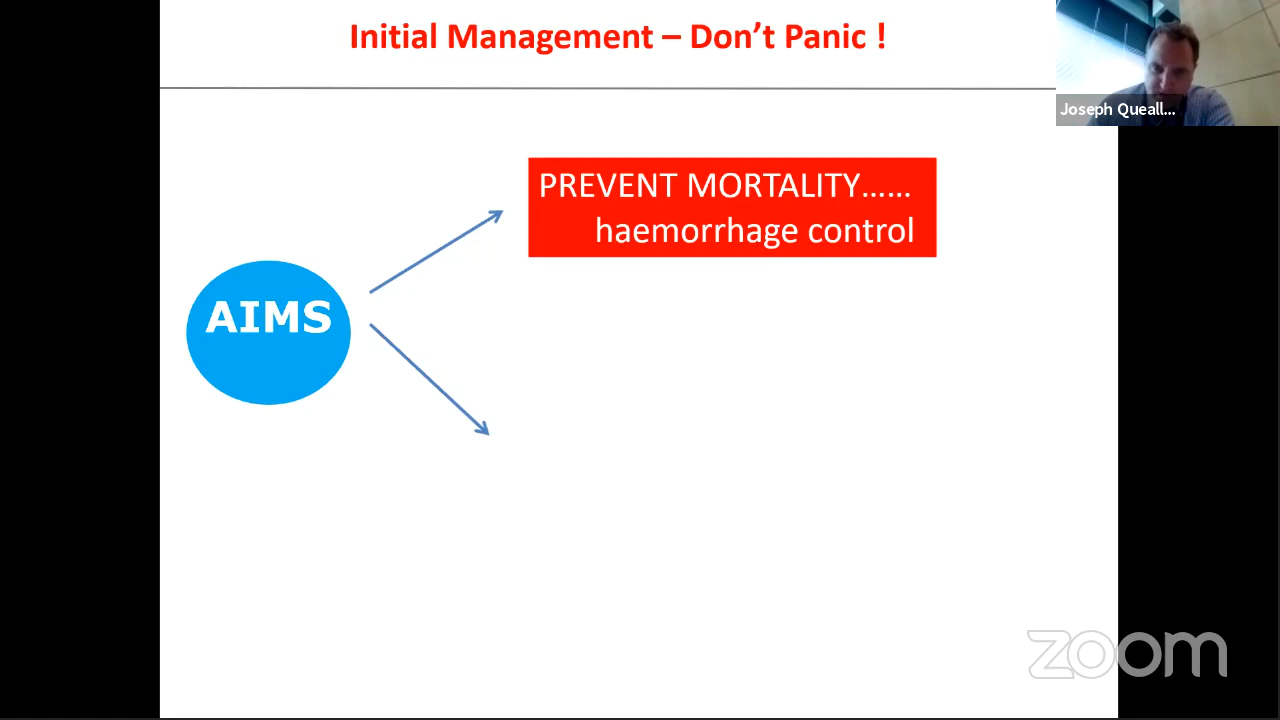 Initial Management – Don’t Panic !
Joseph Queall...
PREVENT MORTALITY......
haemorrhage control
AIMS
zoom